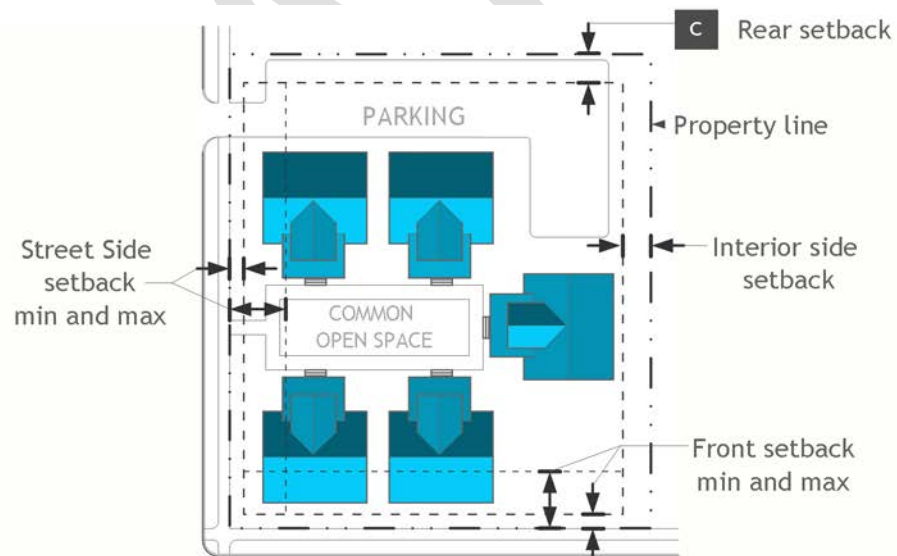 C Rear setback
PARKING
Property line
Street Side
setback
min and max
Interior side
setback
COMMON
OPEN SPACE
Front setback
min and max